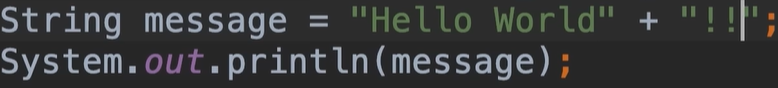 String message = "Hello World" + "!!";
System.out.println(message);